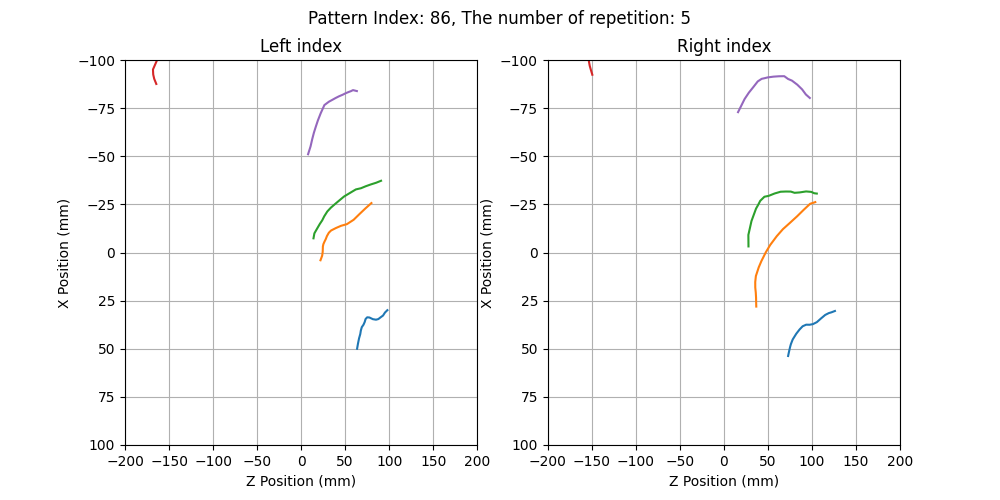 Pattern Index: 86, The number of repetition: 5
Left index
Right index
−100
−75
−50
−25
0
25
50
75
100
X Position (mm)
−200 −150 −100 −50 0 50 100 150 200
Z Position (mm)
−100
−75
−50
−25
0
25
50
75
100
X Position (mm)
−200 −150 −100 −50 0 50 100 150 200
Z Position (mm)